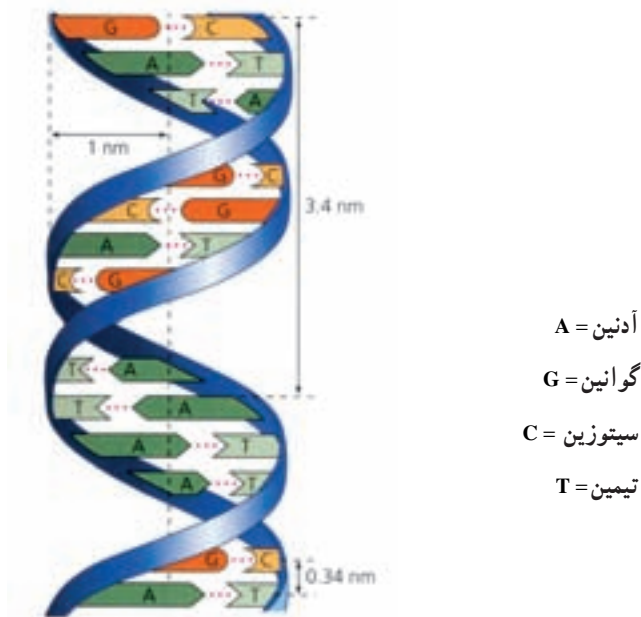 G C
A T
T A
1 nm
G C
C G
3.4 nm
A T
C G
T A
T A
A T
A T
G C
0.34 nm
A T
آدنین = A
گوانین = G
سیتوزین = C
تیمین = T